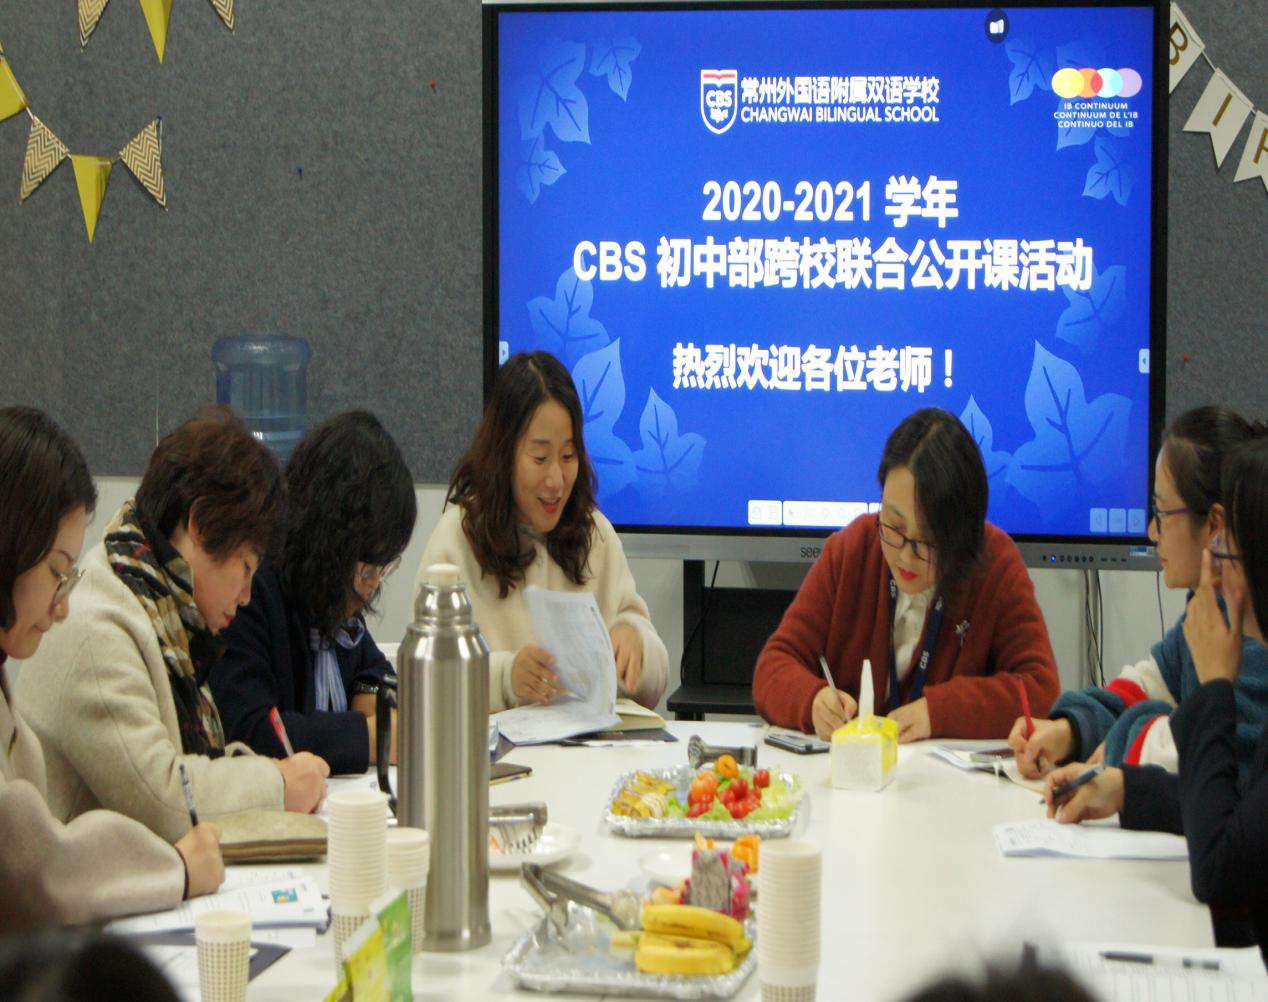 常州外国语附属双语学校
CBS
CHANGWAI BILINGUAL SCHOOL
IB CONTINUUM
CONTINUUM DE L'IB
CONTINUO DEL IB
2020-2021 学年
CBS 初中部跨校联合公开课活动
热烈欢迎各位老师！
B
I
R
CBS